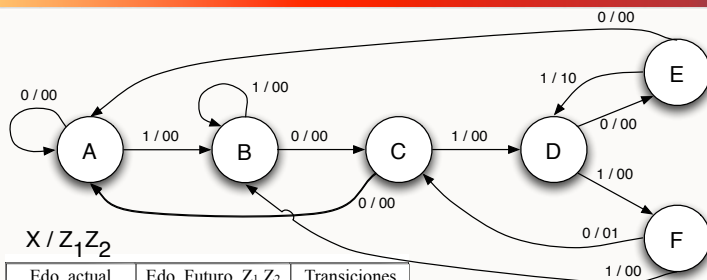 0 / 00
0 / 00
1 / 00
1 / 10
E
0 / 00
1 / 00
0 / 00
1 / 00
A
B
C
D
1 / 00
0 / 00
0 / 01
F
X / Z1Z2
1 / 00
Edo. actual Edo. Futuro, Z1 Z2 Transiciones